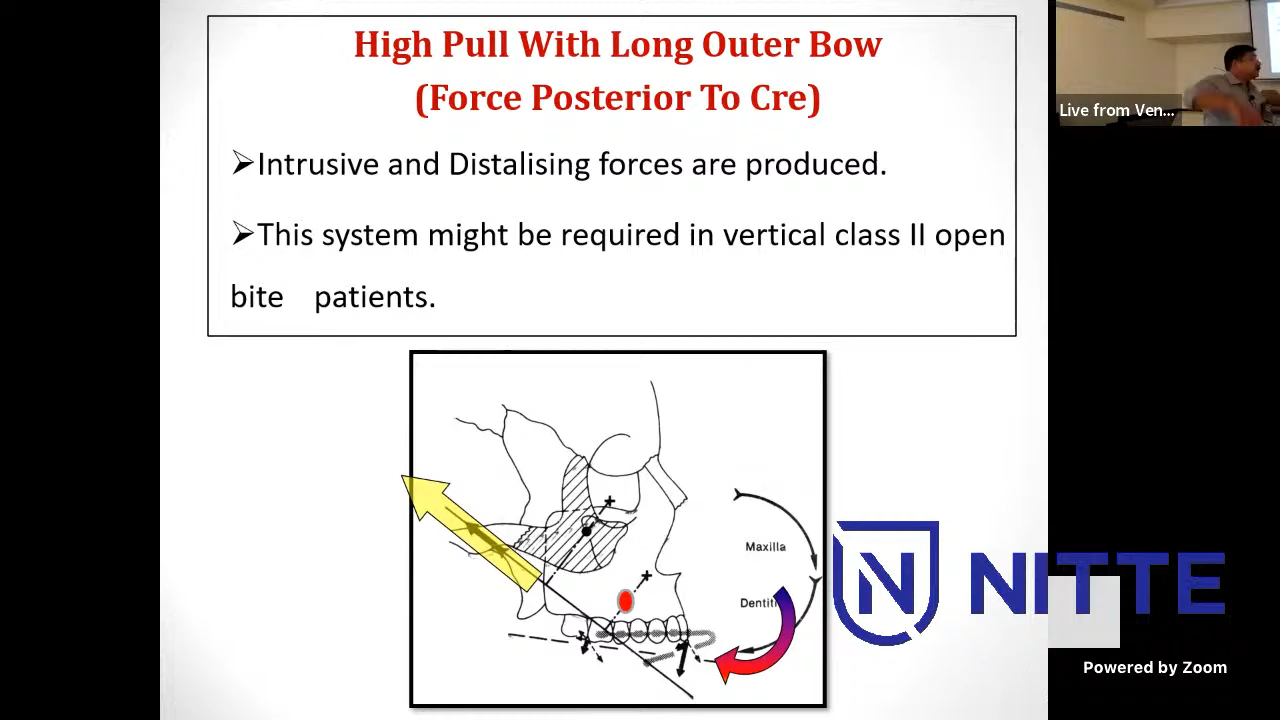 High Pull With Long Outer Bow
(Force Posterior To Cre)
➢Intrusive and Distalising forces are produced.
➢This system might be required in vertical class II open
bite patients.
Live from Ven...
Maxilla
Dentiti
N NITTE
Powered by Zoom